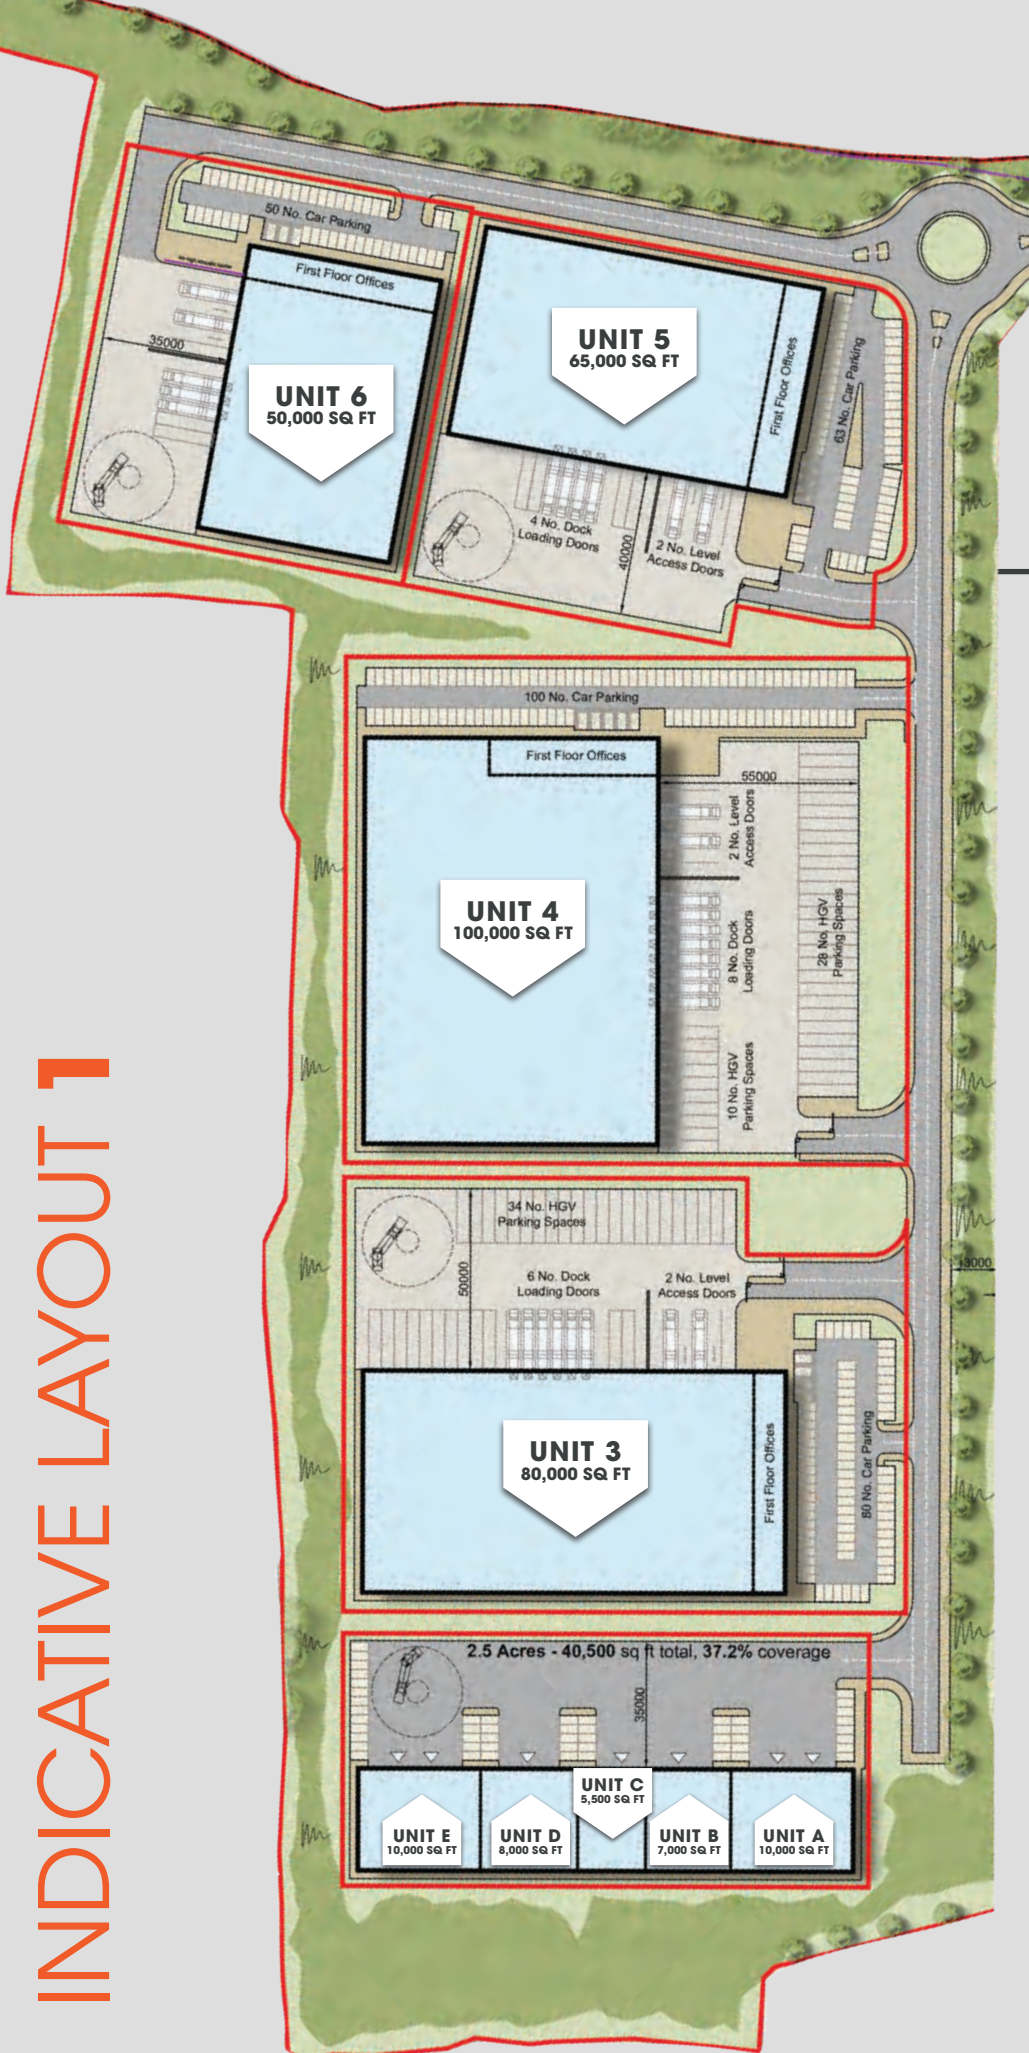 INDICATIVE LAYOUT 1
50 No. Car Parking
First Floor Offices
35000
UNIT 6
50,000 SQ FT
UNIT 5
65,000 SQ FT
First Floor Offices
63 No. Car Parking
4 No. Dock
Loading Doors
40000
2 No. Level
Access Doors
100 No. Car Parking
First Floor Offices
55000
2 No. Level
Access Doors
UNIT 4
100,000 SQ FT
8 No. Dock
Loading Doors
28 No. HGV
Parking Spaces
10 No. HGV
Parking Spaces
34 No. HGV
Parking Spaces
50000
6 No. Dock
Loading Doors
2 No. Level
Access Doors
UNIT 3
80,000 SQ FT
First Floor Offices
80 No. Car Parking
2.5 Acres - 40,500 sq ft total, 37.2% coverage
35000
UNIT E
10,000 SQ FT
UNIT D
8,000 SQ FT
UNIT C
5,500 SQ FT
UNIT B
7,000 SQ FT
UNIT A
10,000 SQ FT